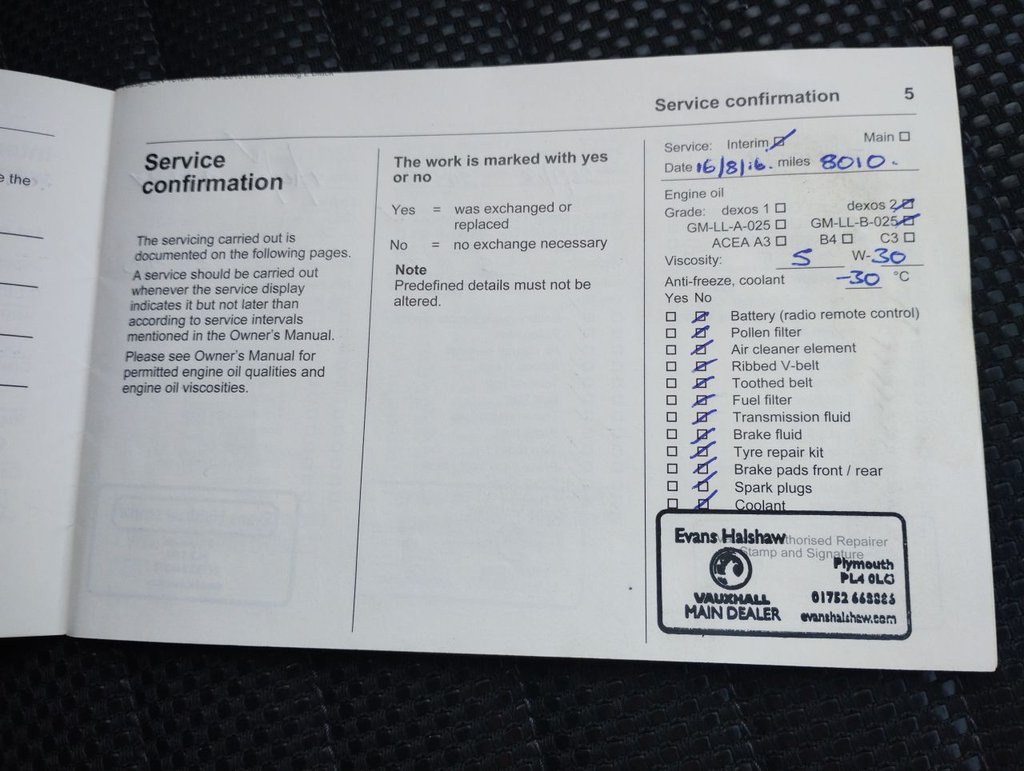 e the
Service confirmation 5
Service
confirmation
The servicing carried out is
documented on the following pages.
A service should be carried out
whenever the service display
indicates it but not later than
according to service intervals
mentioned in the Owner's Manual.
Please see Owner's Manual for
permitted engine oil qualities and
engine oil viscosities.
The work is marked with yes
or no
Yes = was exchanged or
replaced
No = no exchange necessary
Note
Predefined details must not be
altered.
Service: Interim Main
Date 16/8/16. miles 8010.
Engine oil
Grade: dexos 1 dexos 2
GM-LL-A-025 GM-LL-B-025
ACEA A3 B4 C3
Viscosity: 5 W-30
Anti-freeze, coolant -30 °C
Yes No
Battery (radio remote control)
Pollen filter
Air cleaner element
Ribbed V-belt
Toothed belt
Fuel filter
Transmission fluid
Brake fluid
Tyre repair kit
Brake pads front / rear
Spark plugs
Coolant
Evans Halshaw
thorised Repairer
Stamp and Signature
VAUXHALL
MAIN DEALER
Plymouth
PL4
01752
evanshalshaw.com